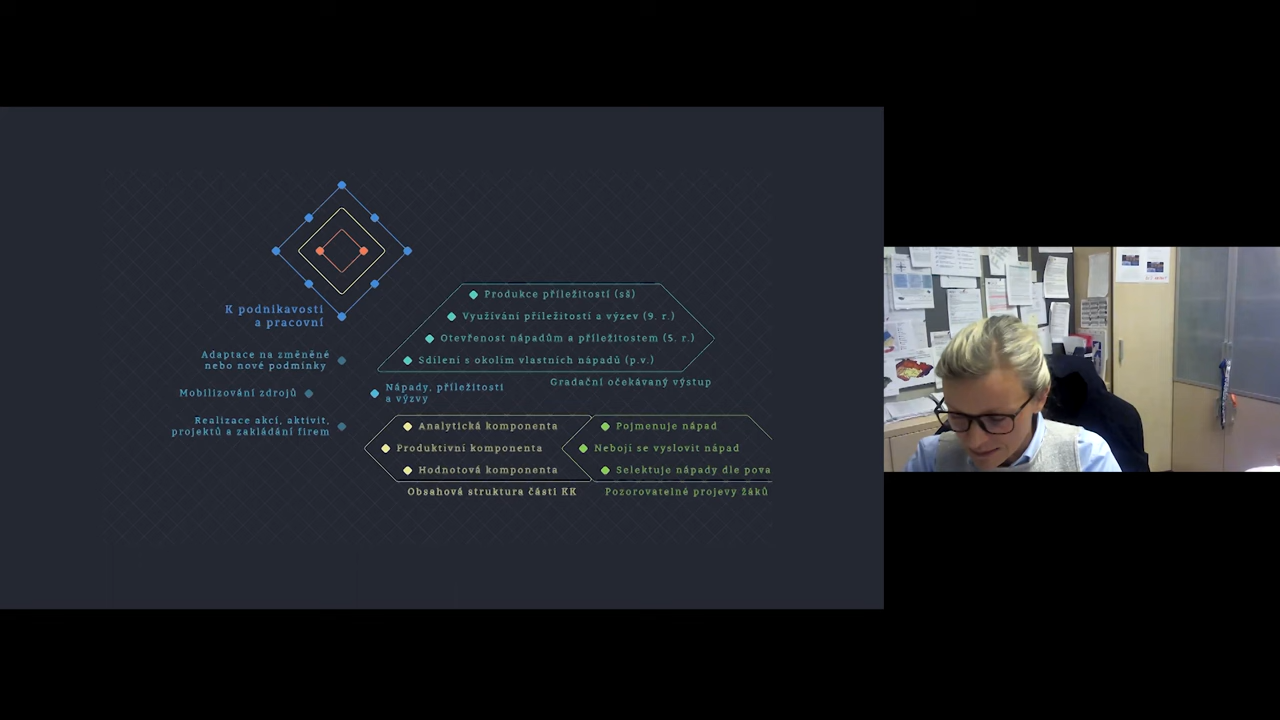 K podnikavosti
a pracovní
Adaptace na změněné
nebo nové podmínky
Mobilizování zdrojů
Realizace akcí, aktivit,
projektů a zakládání firem
Produkce příležitostí (sš)
Využívání příležitostí a výzev (9. r.)
Otevřenost nápadům a příležitostem (5. r.)
Sdílení s okolím vlastních nápadů (p.v.)
Gradační očekávaný výstup
Nápady, příležitosti
a výzvy
Analytická komponenta
Produktivní komponenta
Hodnotová komponenta
Obsahová struktura části KK
Pojmenuje nápad
Nebojí se vyslovit nápad
Selektuje nápady dle pova
Pozorovatelné projevy žáků